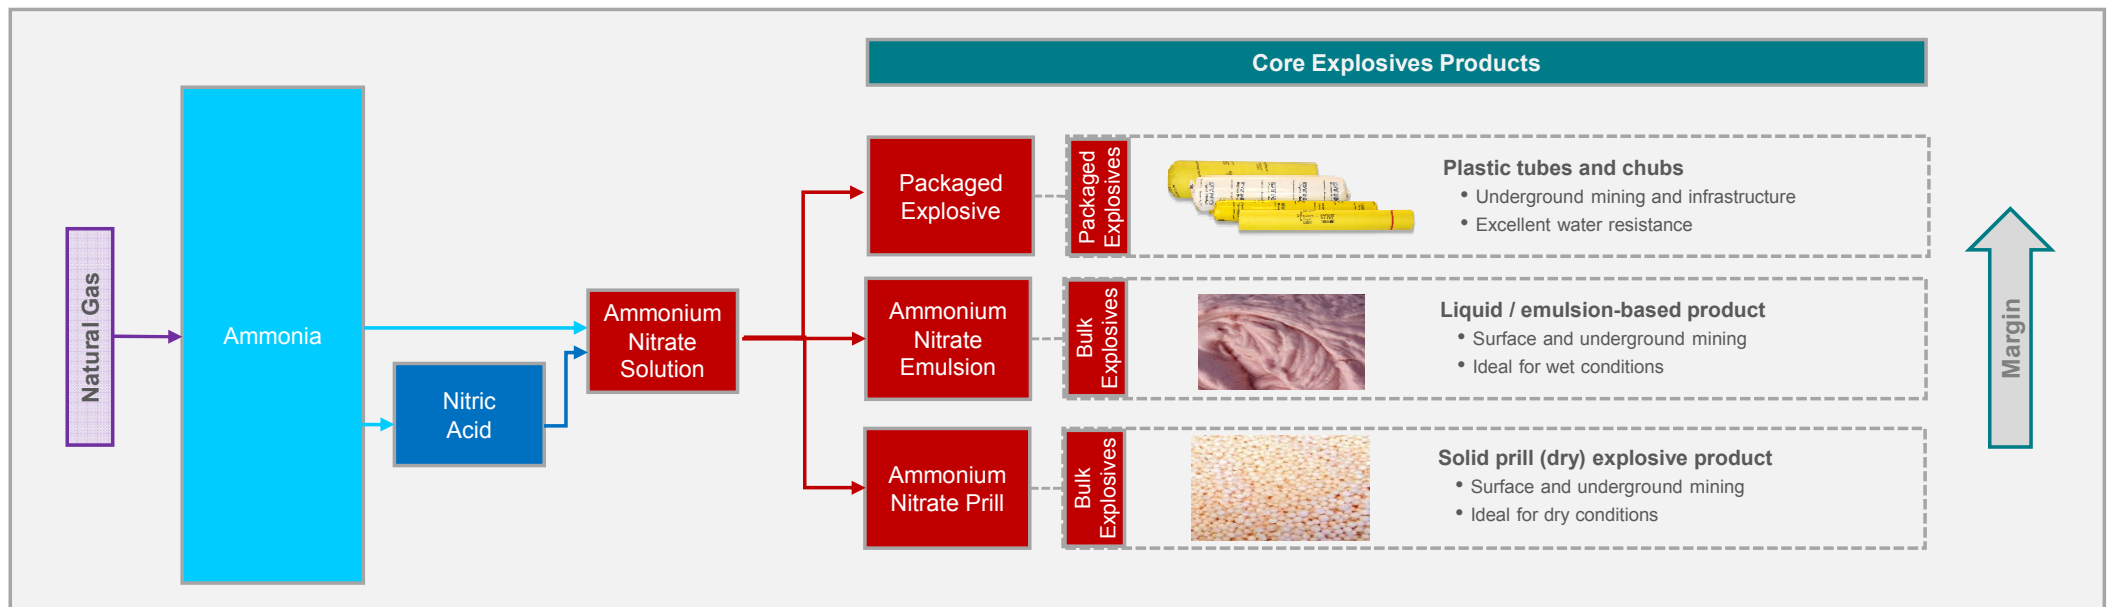 Core Explosives Products
Natural Gas
Ammonia
Nitric
Acid
Ammonium
Nitrate
Solution
Packaged
Explosive
Packaged
Explosives
Plastic tubes and chubs
• Underground mining and infrastructure
• Excellent water resistance
Ammonium
Nitrate
Emulsion
Bulk
Explosives
Liquid / emulsion-based product
• Surface and underground mining
• Ideal for wet conditions
Ammonium
Nitrate Prill
Bulk
Explosives
Solid prill (dry) explosive product
• Surface and underground mining
• Ideal for dry conditions
Margin